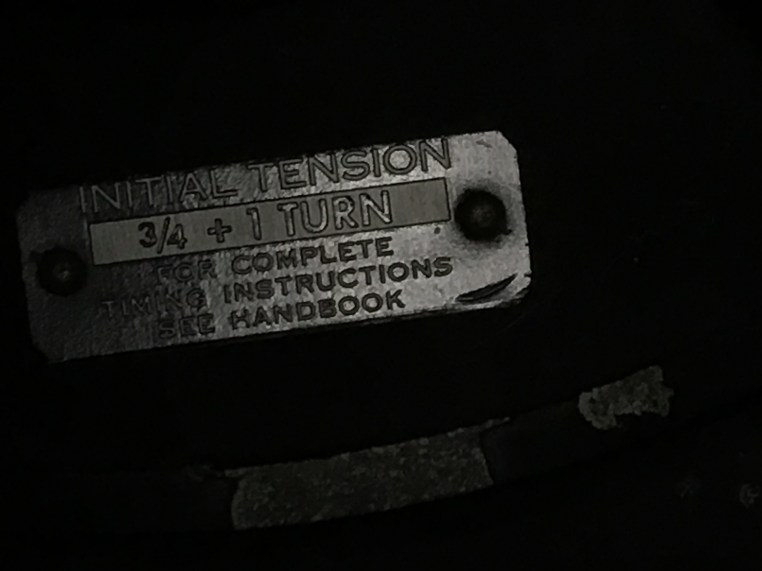 INITIAL TENSION
3/4 + 1 TURN
FOR COMPLETE
TIMING INSTRUCTIONS
SEE HANDBOOK